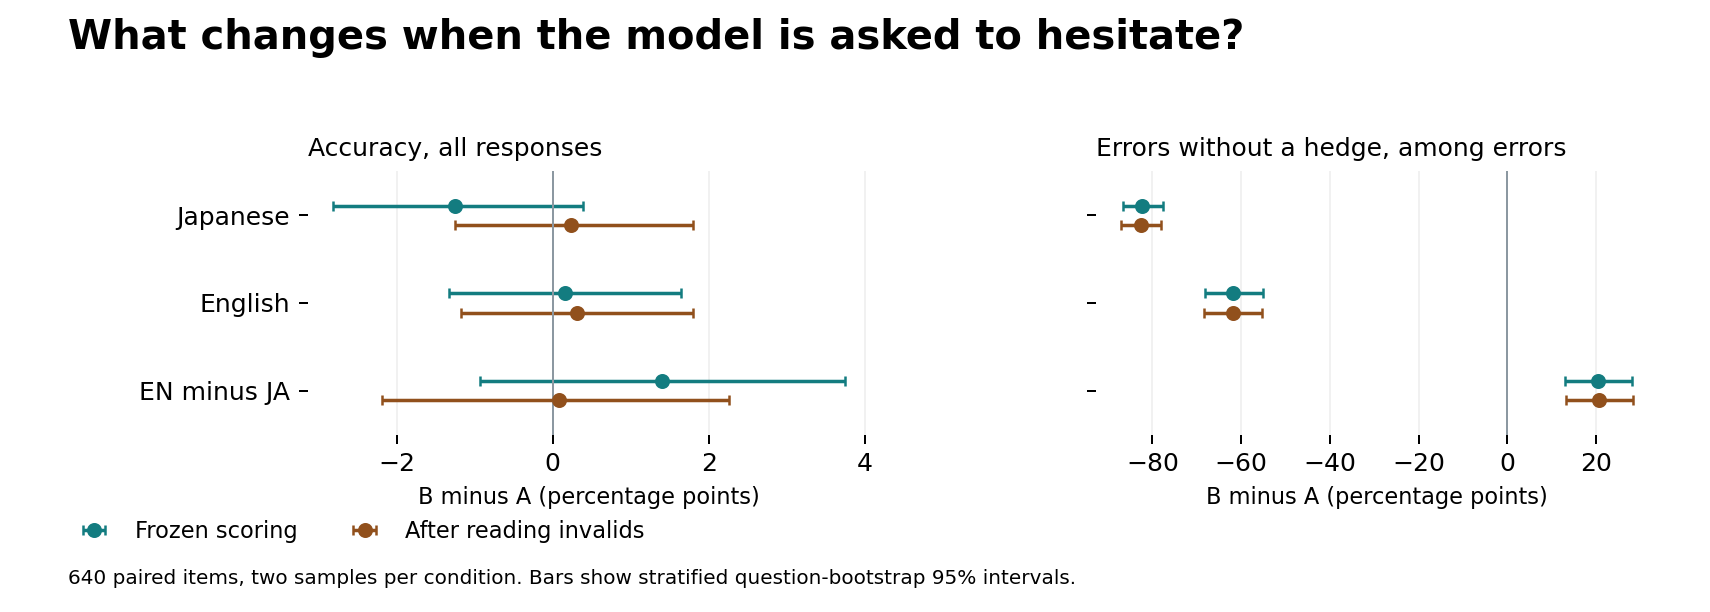 What changes when the model is asked to hesitate?
Accuracy, all responses
Errors without a hedge, among errors
Japanese
English
EN minus JA
−2 0 2 4
−80 −60 −40 −20 0 20
B minus A (percentage points)
B minus A (percentage points)
Frozen scoring
After reading invalids
640 paired items, two samples per condition. Bars show stratified question-bootstrap 95% intervals.